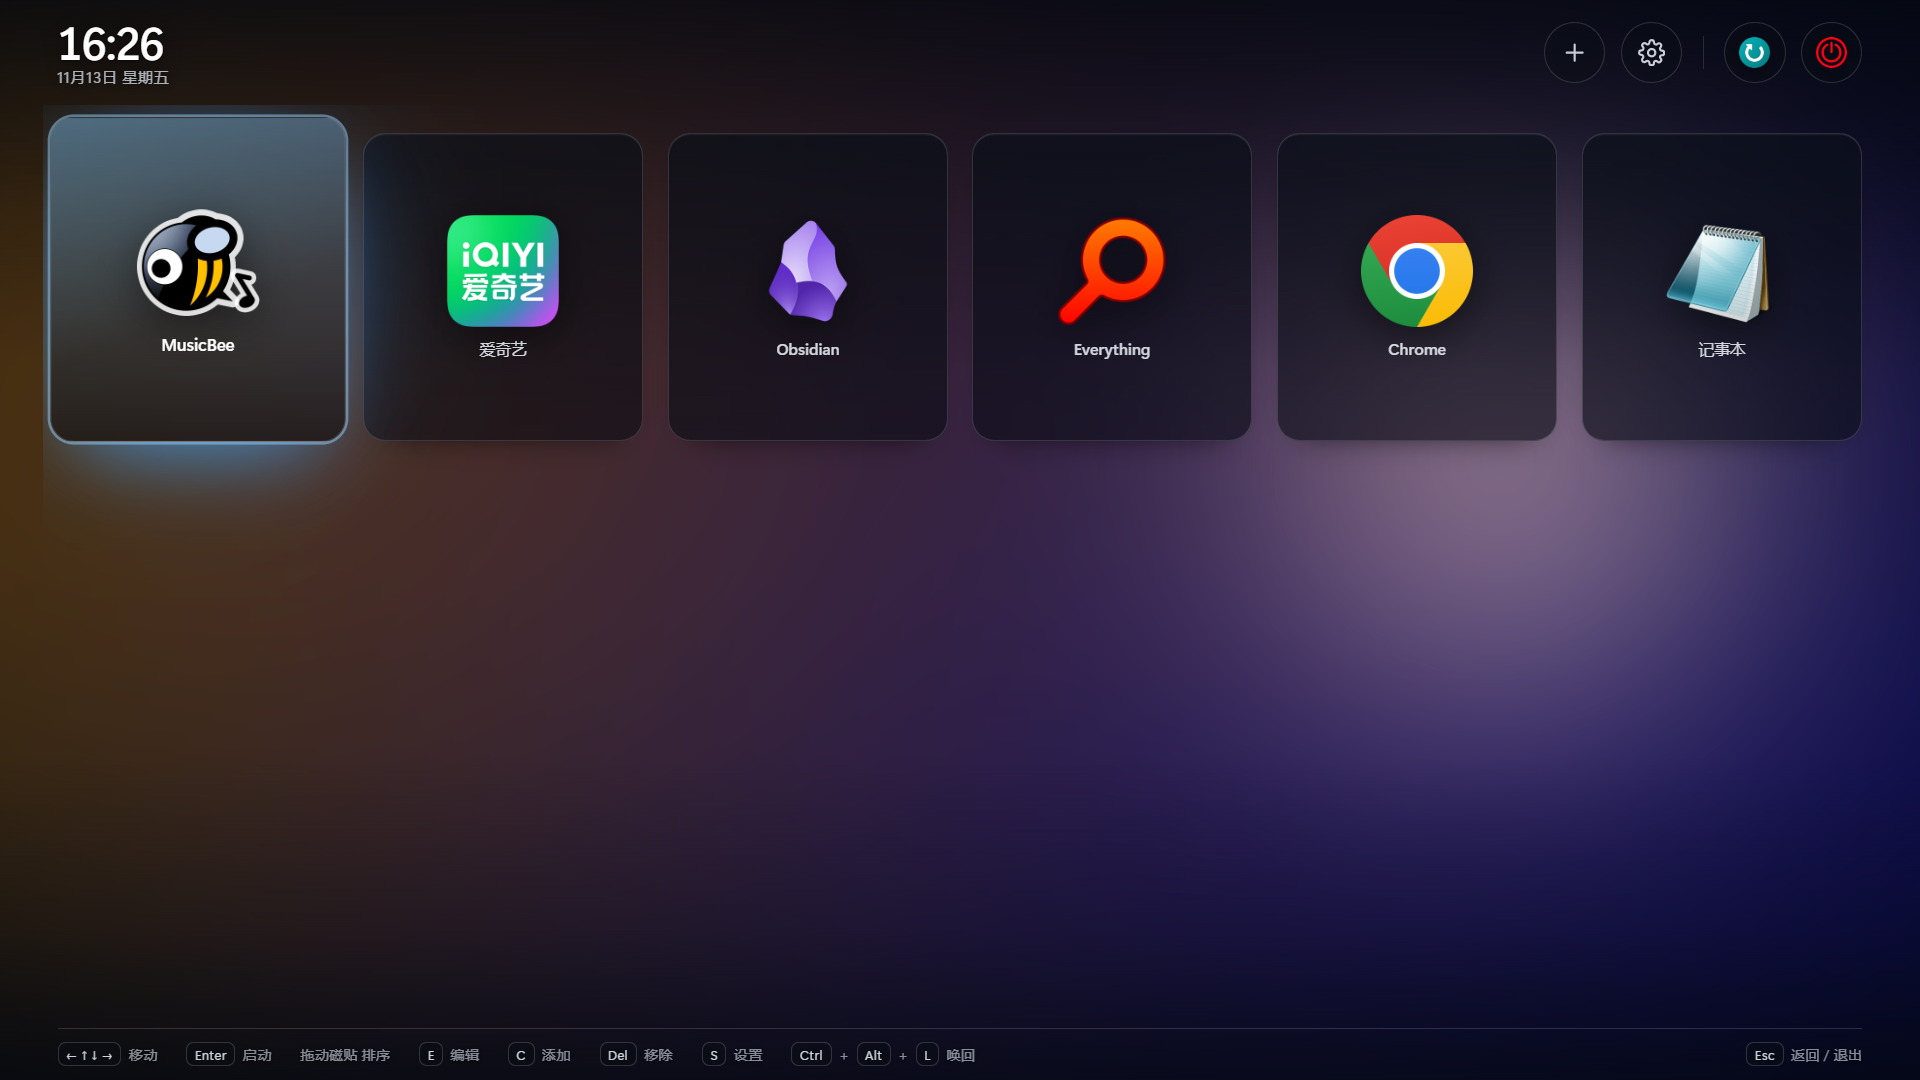 16:26
11月13日 星期五
MusicBee
iQIYI
爱奇艺
爱奇艺
Obsidian
Everything
Chrome
记事本
←↑↓→ 移动 Enter 启动 拖动磁贴 排序 E 编辑 C 添加 Del 移除 S 设置 Ctrl + Alt + L 唤回 Esc 返回 / 退出